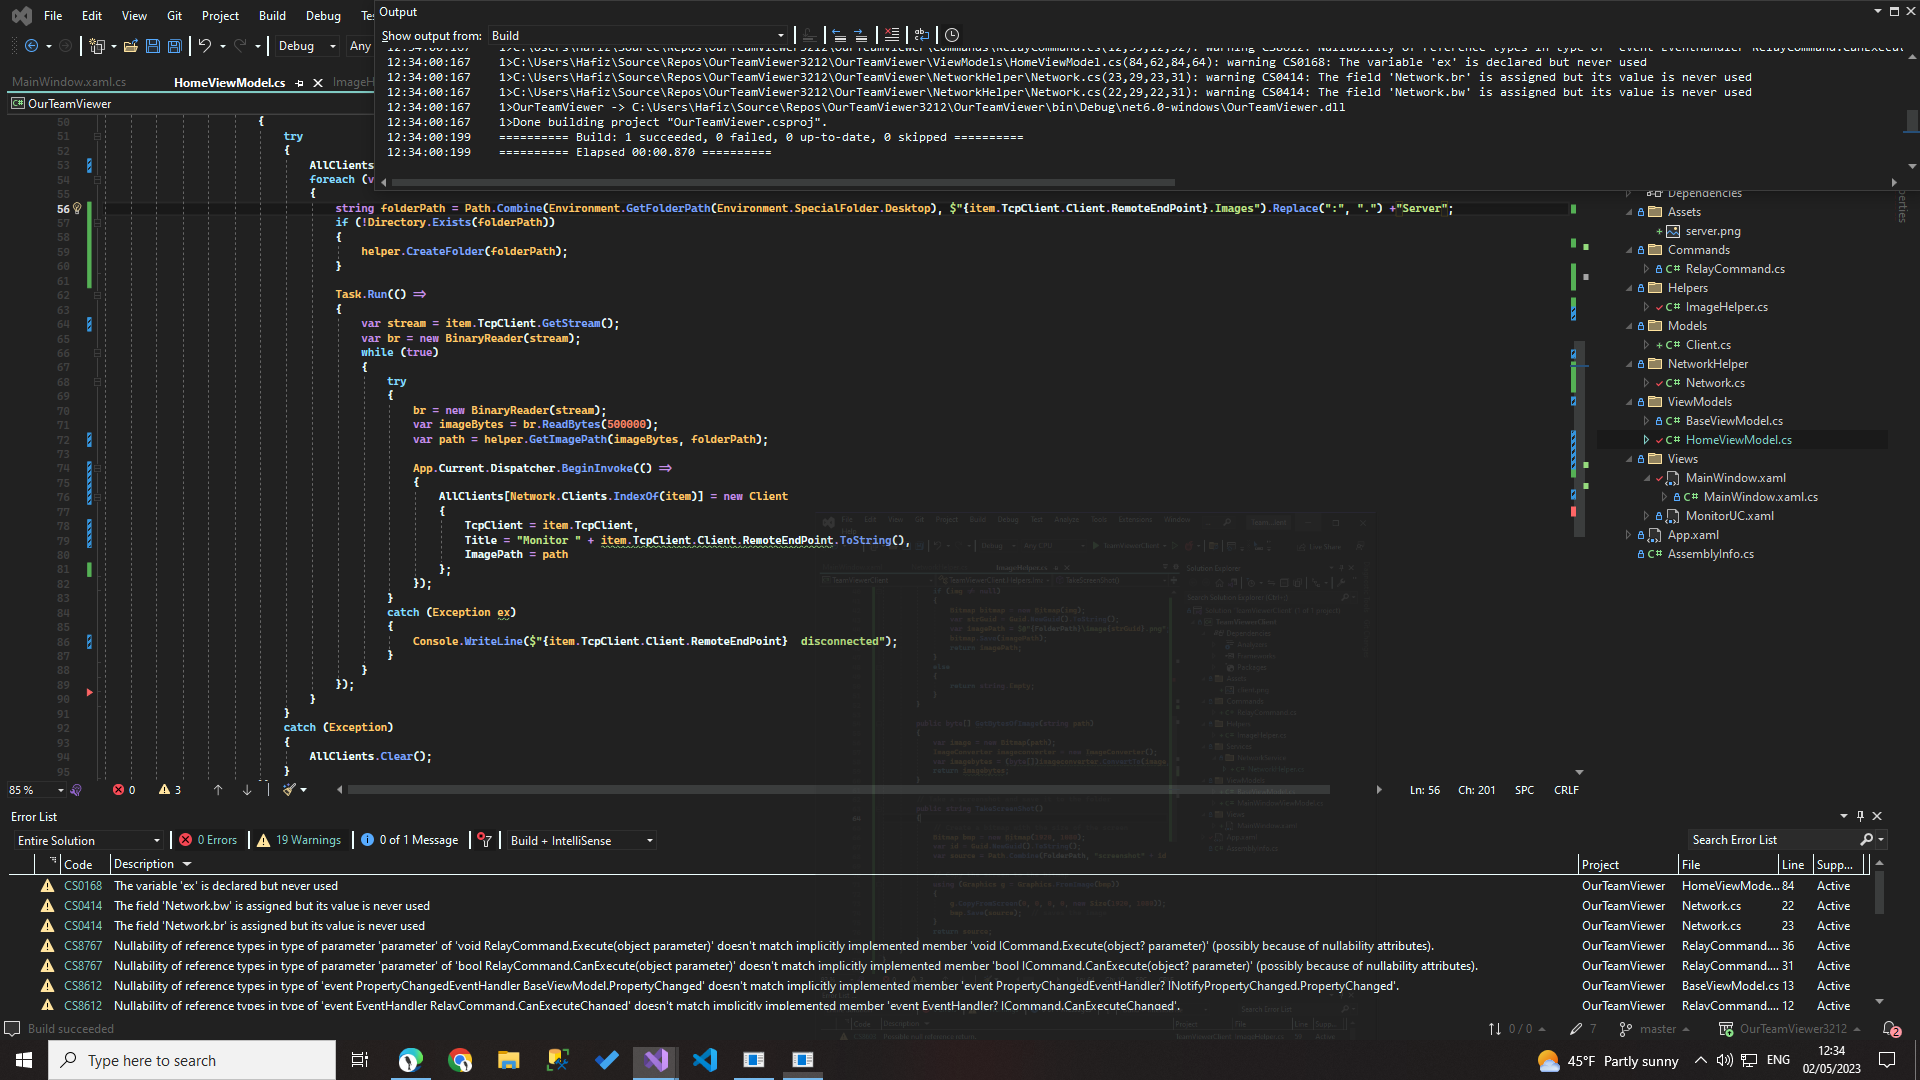 File Edit View Git Project Build Debug Te
Output
Show output from: Build
Debug Any
12:34:00:167 1>C:\Users\Hafiz\Source\Repos\OurTeamViewer3212\OurTeamViewer\ViewModels\HomeViewModel.cs(84,62,84,64): warning CS0168: The variable 'ex' is declared but never used
12:34:00:167 1>C:\Users\Hafiz\Source\Repos\OurTeamViewer3212\OurTeamViewer\NetworkHelper\Network.cs(23,29,23,31): warning CS0414: The field 'Network.br' is assigned but its value is never used
12:34:00:167 1>C:\Users\Hafiz\Source\Repos\OurTeamViewer3212\OurTeamViewer\NetworkHelper\Network.cs(22,29,22,31): warning CS0414: The field 'Network.bw' is assigned but its value is never used
12:34:00:167 1>OurTeamViewer -> C:\Users\Hafiz\Source\Repos\OurTeamViewer3212\OurTeamViewer\bin\Debug\net6.0-windows\OurTeamViewer.dll
12:34:00:167 1>Done building project "OurTeamViewer.csproj".
12:34:00:199 ========== Build: 1 succeeded, 0 failed, 0 up-to-date, 0 skipped ==========
12:34:00:199 ========== Elapsed 00:00.870 ==========
MainWindow.xaml.cs HomeViewModel.cs ImageH
C# OurTeamViewer
50 {
51 try
52 {
53 AllClients
54 foreach (v
55 {
56 string folderPath = Path.Combine(Environment.GetFolderPath(Environment.SpecialFolder.Desktop), $"{item.TcpClient.Client.RemoteEndPoint}.Images").Replace(":", ".") +"Server";
57 if (!Directory.Exists(folderPath))
58 {
59 helper.CreateFolder(folderPath);
60 }
61
62 Task.Run(() =>
63 {
64 var stream = item.TcpClient.GetStream();
65 var br = new BinaryReader(stream);
66 while (true)
67 {
68 try
69 {
70 br = new BinaryReader(stream);
71 var imageBytes = br.ReadBytes(500000);
72 var path = helper.GetImagePath(imageBytes, folderPath);
73
74 App.Current.Dispatcher.BeginInvoke(() =>
75 {
76 AllClients[Network.Clients.IndexOf(item)] = new Client
77 {
78 TcpClient = item.TcpClient,
79 Title = "Monitor " + item.TcpClient.Client.RemoteEndPoint.ToString(),
80 ImagePath = path
81 };
82 });
83 }
84 catch (Exception ex)
85 {
86 Console.WriteLine($"{item.TcpClient.Client.RemoteEndPoint}  disconnected");
87 }
88 }
89 });
90 }
91 }
92 catch (Exception)
93 {
94 AllClients.Clear();
95 }
Dependencies
Assets
server.png
Commands
C# RelayCommand.cs
Helpers
C# ImageHelper.cs
Models
C# Client.cs
NetworkHelper
C# Network.cs
ViewModels
C# BaseViewModel.cs
C# HomeViewModel.cs
Views
MainWindow.xaml
C# MainWindow.xaml.cs
MonitorUC.xaml
App.xaml
C# AssemblyInfo.cs
perties
85 % 0 3 Ln: 56 Ch: 201 SPC CRLF
Error List
Entire Solution 0 Errors 19 Warnings 0 of 1 Message Build + IntelliSense Search Error List
Code Description Project File Line Supp...
CS0168 The variable 'ex' is declared but never used OurTeamViewer HomeViewMode... 84 Active
CS0414 The field 'Network.bw' is assigned but its value is never used OurTeamViewer Network.cs 22 Active
CS0414 The field 'Network.br' is assigned but its value is never used OurTeamViewer Network.cs 23 Active
CS8767 Nullability of reference types in type of parameter 'parameter' of 'void RelayCommand.Execute(object parameter)' doesn't match implicitly implemented member 'void ICommand.Execute(object? parameter)' (possibly because of nullability attributes). OurTeamViewer RelayCommand.... 36 Active
CS8767 Nullability of reference types in type of parameter 'parameter' of 'bool RelayCommand.CanExecute(object parameter)' doesn't match implicitly implemented member 'bool ICommand.CanExecute(object? parameter)' (possibly because of nullability attributes). OurTeamViewer RelayCommand.... 31 Active
CS8612 Nullability of reference types in type of 'event PropertyChangedEventHandler BaseViewModel.PropertyChanged' doesn't match implicitly implemented member 'event PropertyChangedEventHandler? INotifyPropertyChanged.PropertyChanged'. OurTeamViewer BaseViewModel.cs 13 Active
CS8612 Nullability of reference types in type of 'event EventHandler RelayCommand.CanExecuteChanged' doesn't match implicitly implemented member 'event EventHandler? ICommand.CanExecuteChanged'. OurTeamViewer RelayCommand.... 12 Active
Build succeeded 0 / 0 7 master OurTeamViewer3212 2
Type here to search 45°F Partly sunny ENG 12:34
02/05/2023